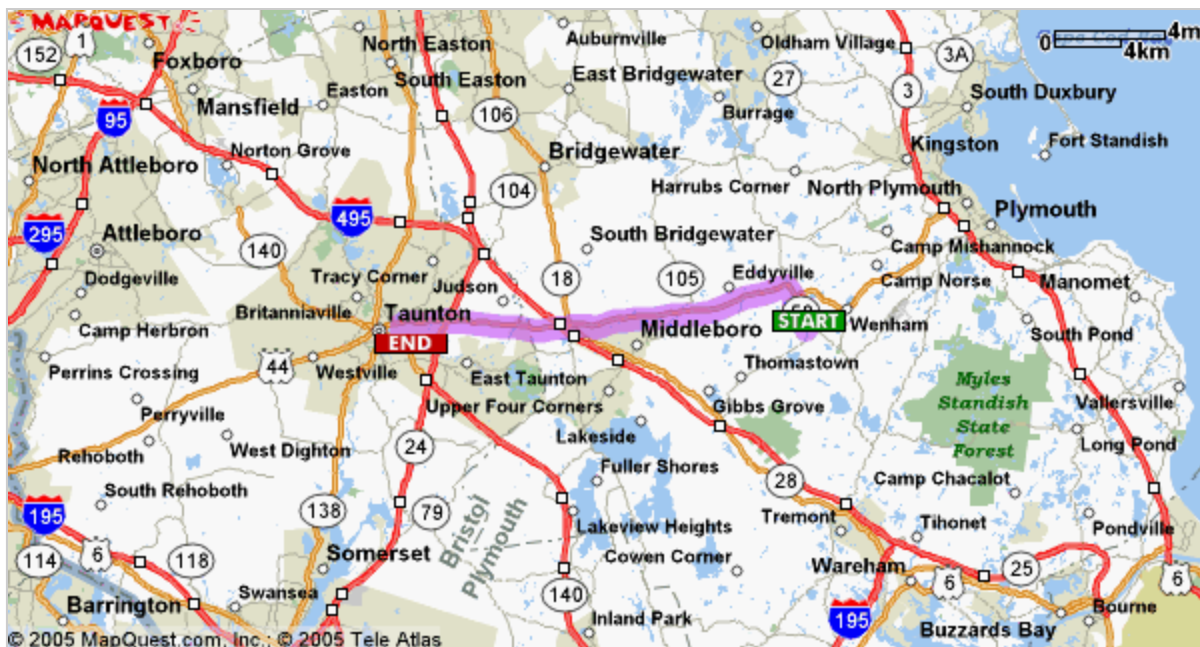 MAPQUEST
152
1
Foxboro
North Easton
Auburnville
Oldham Village
4m
0
4km
3A
South Easton
East Bridgewater
27
3
Easton
Mansfield
95
106
Burrage
South Duxbury
North Attleboro
Norton Grove
Bridgewater
Kingston
Fort Standish
104
Harrubs Corner
North Plymouth
495
Plymouth
295
Attleboro
140
South Bridgewater
Camp Mishannock
Dodgeville
Tracy Corner
Judson
18
105
Eddyville
Camp Norse
Manomet
Britanniaville
Taunton
Camp Herbron
Middleboro
START
Wenham
South Pond
END
44
Perrins Crossing
Westville
East Taunton
Thomastown
Myles
Standish
State
Forest
Perryville
Upper Four Corners
Gibbs Grove
Vallersville
Rehoboth
West Dighton
24
Lakeside
Long Pond
Fuller Shores
28
Camp Chacalot
South Rehoboth
195
138
79
Bristol
Plymouth
Lakeview Heights
Tremont
Tihonet
Pondville
114
6
118
Somerset
Cowen Corner
Wareham
6
25
6
Swansea
140
Barrington
Inland Park
195
Bourne
Buzzards Bay
© 2005 MapQuest.com, Inc.; © 2005 Tele Atlas